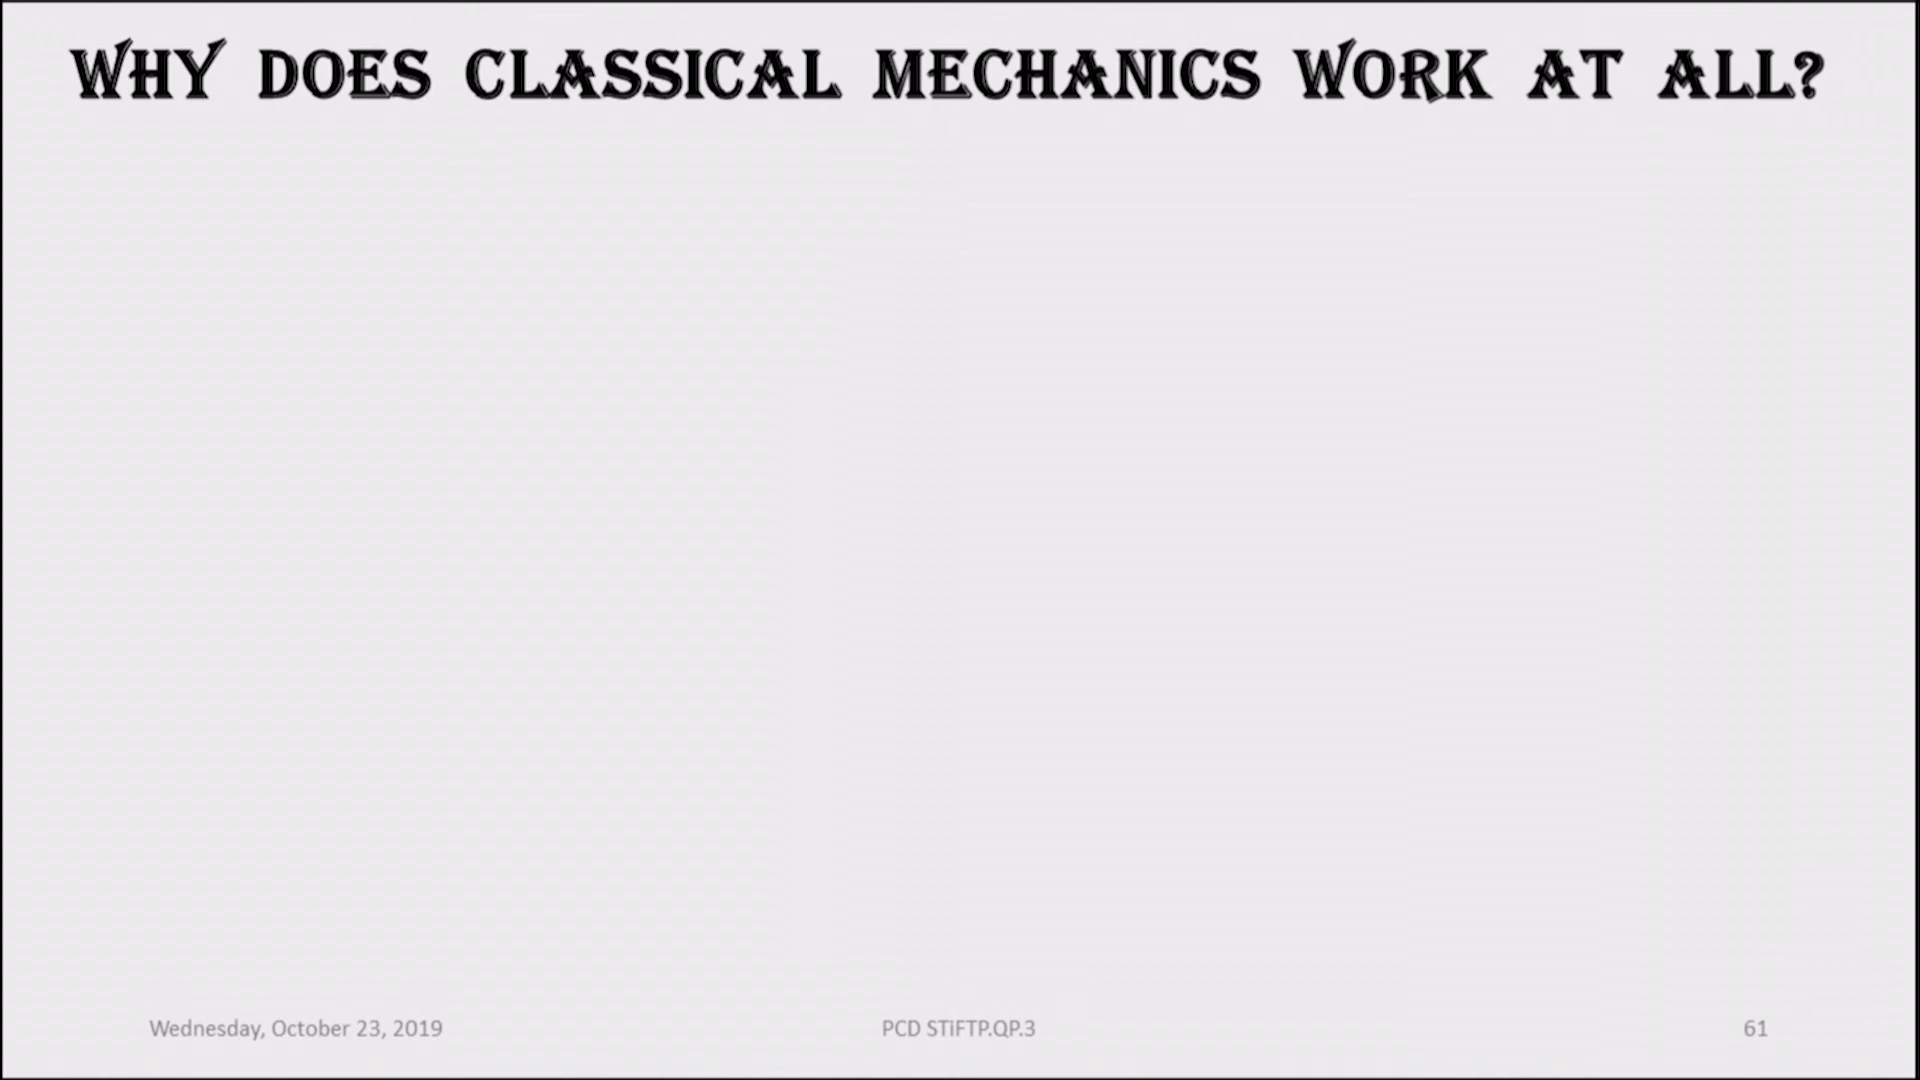 WHY DOES CLASSICAL MECHANICS WORK AT ALL?
Wednesday, October 23, 2019 PCD STiFTP.QP.3 61